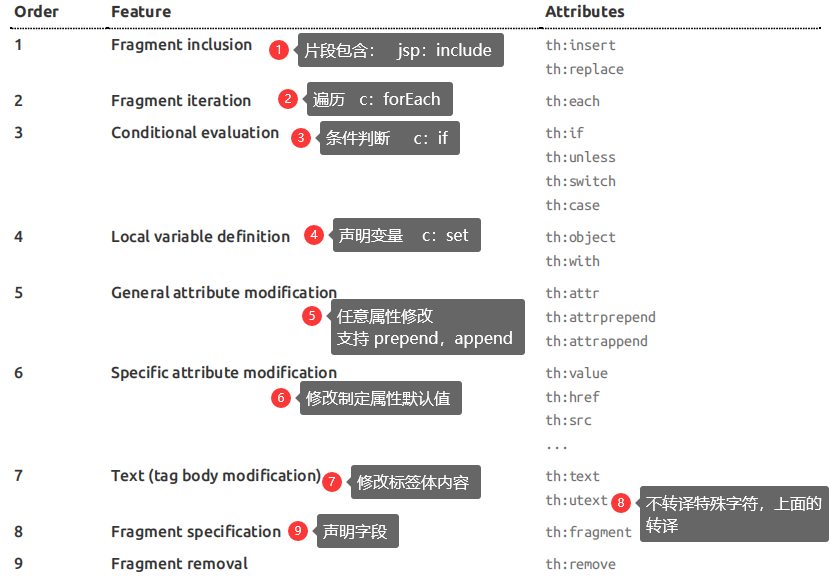 Order Feature Attributes
1 Fragment inclusion 1 片段包含： jsp：include th:insert
th:replace
2 Fragment iteration 2 遍历 c：forEach th:each
3 Conditional evaluation 3 条件判断 c：if th:if
th:unless
th:switch
th:case
4 Local variable definition 4 声明变量 c：set th:object
th:with
5 General attribute modification th:attr
5 任意属性修改 th:attrprepend
支持 prepend，append th:attrappend
6 Specific attribute modification th:value
6 修改制定属性默认值 th:href
th:src
...
7 Text (tag body modification) 7 修改标签体内容 th:text
th:utext 8 不转译特殊字符，上面的
转译
8 Fragment specification 9 声明字段 th:fragment
9 Fragment removal th:remove